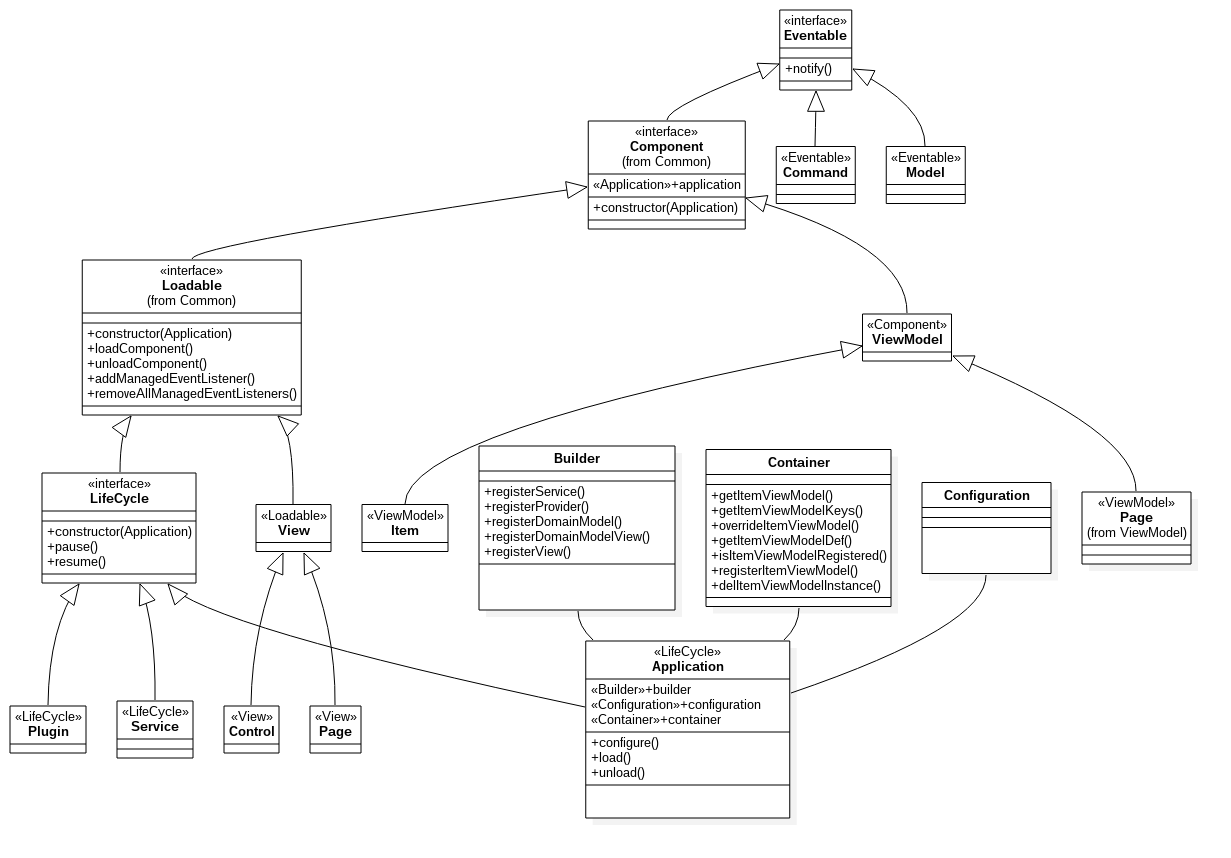 «interface»
Eventable
+notify()
«interface»
Component
(from Common)
«Application»+application
+constructor(Application)
«Eventable»
Command
«Eventable»
Model
«interface»
Loadable
(from Common)
+constructor(Application)
+loadComponent()
+unloadComponent()
+addManagedEventListener()
+removeAllManagedEventListeners()
«Component»
ViewModel
«interface»
LifeCycle
+constructor(Application)
+pause()
+resume()
«Loadable»
View
«ViewModel»
Item
Builder
+registerService()
+registerProvider()
+registerDomainModel()
+registerDomainModelView()
+registerView()
Container
+getItemViewModel()
+getItemViewModelKeys()
+overrideItemViewModel()
+getItemViewModelDef()
+isItemViewModelRegistered()
+registerItemViewModel()
+delItemViewModelInstance()
Configuration
«ViewModel»
Page
(from ViewModel)
«LifeCycle»
Plugin
«LifeCycle»
Service
«View»
Control
«View»
Page
«LifeCycle»
Application
«Builder»+builder
«Configuration»+configuration
«Container»+container
+configure()
+load()
+unload()